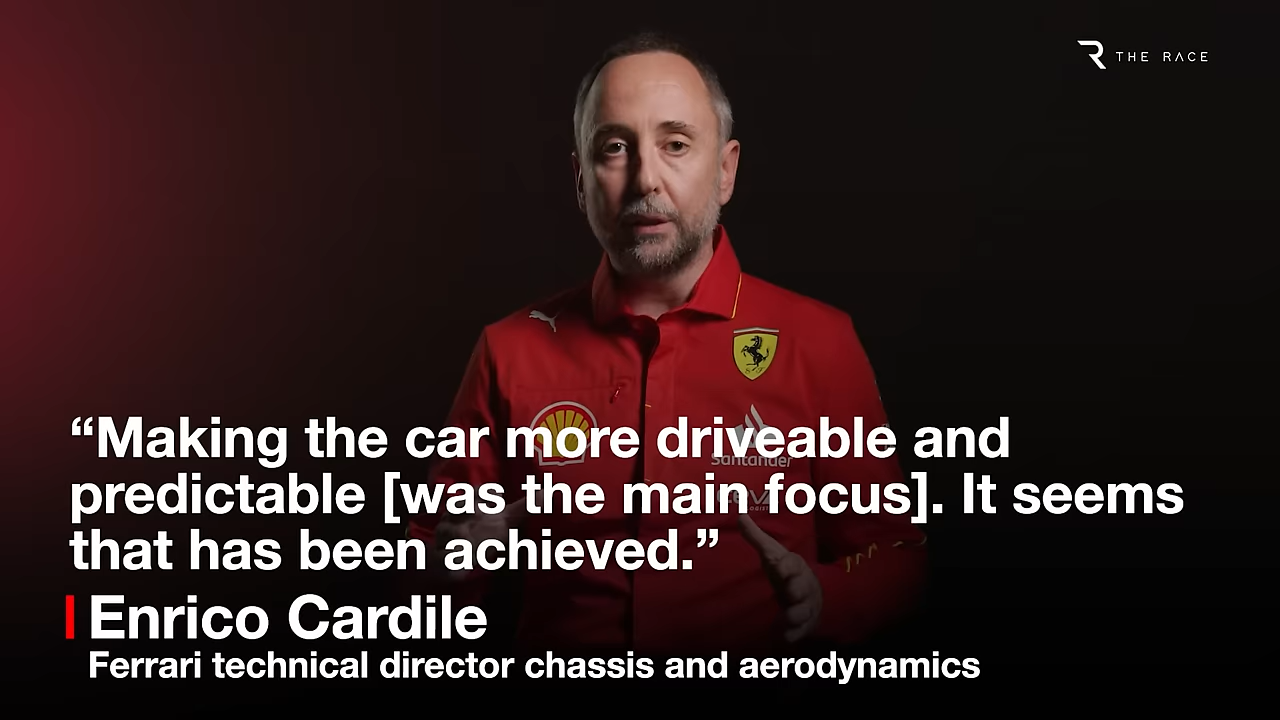 THE RACE
“Making the car more driveable and
Santander
predictable [was the main focus]. It seems
that has been achieved.”
Enrico Cardile
Ferrari technical director chassis and aerodynamics